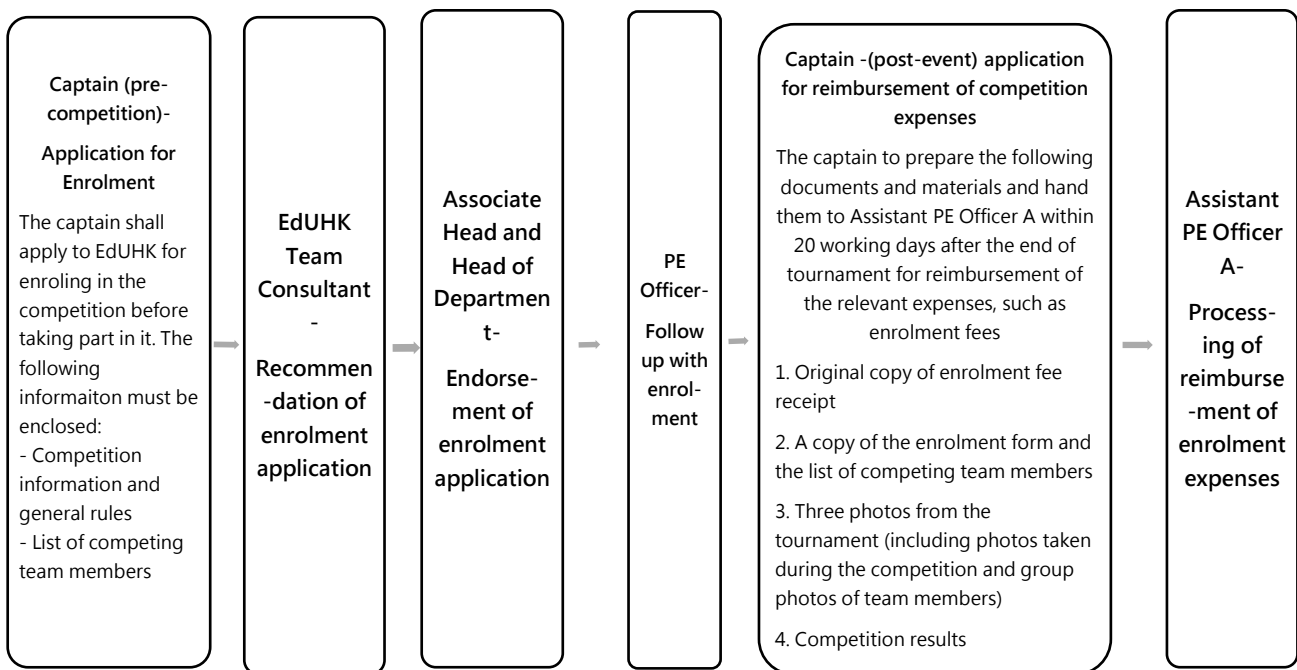 Captain (pre-
competition)-
Application for
Enrolment
The captain shall
apply to EdUHK for
enroling in the
competition before
taking part in it. The
following
informaiton must be
enclosed:
- Competition
information and
general rules
- List of competing
team members
EdUHK
Team
Consultant
-
Recommen
-dation of
enrolment
application
Associate
Head and
Head of
Departmen
t-
Endorse-
ment of
enrolment
application
PE
Officer-
Follow
up with
enrol-
ment
Captain -(post-event) application
for reimbursement of competition
expenses
The captain to prepare the following
documents and materials and hand
them to Assistant PE Officer A within
20 working days after the end of
tournament for reimbursement of
the relevant expenses, such as
enrolment fees
1. Original copy of enrolment fee
receipt
2. A copy of the enrolment form and
the list of competing team members
3. Three photos from the
tournament (including photos taken
during the competition and group
photos of team members)
4. Competition results
Assistant
PE Officer
A-
Process-
ing of
reimburse
-ment of
enrolment
expenses